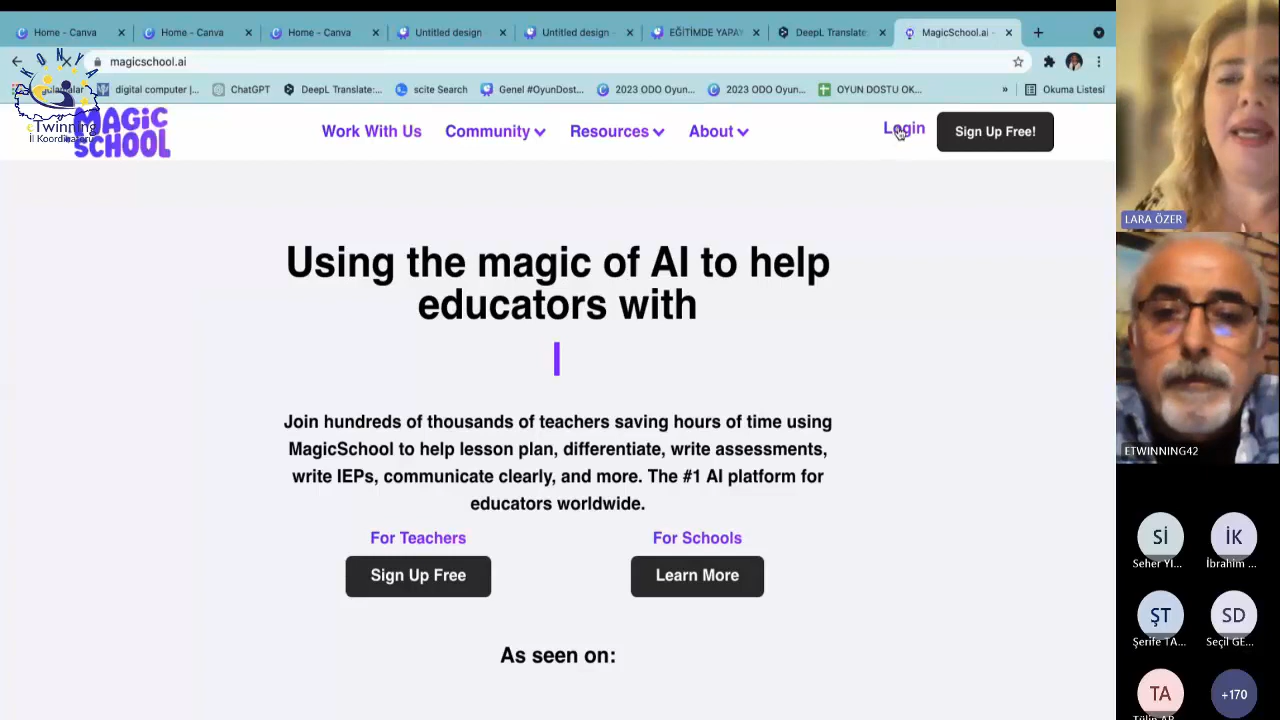 Home - Canva
Home - Canva
Home - Canva
Untitled design
Untitled design -
EĞİTİMDE YAPAY
DeepL Translate:
MagicSchool.ai -
magicschool.ai
digital computer |...
ChatGPT
DeepL Translate:...
scite Search
Genel #OyunDost...
2023 ODO Oyun...
2023 ODO Oyun...
OYUN DOSTU OK...
»
Okuma Listesi
KONYA
eTwinning
İl Koordinatörü
MAGIC
SCHOOL
Work With Us
Community
Resources
About
Login
Sign Up Free!
Using the magic of AI to help
educators with
Join hundreds of thousands of teachers saving hours of time using
MagicSchool to help lesson plan, differentiate, write assessments,
write IEPs, communicate clearly, and more. The #1 AI platform for
educators worldwide.
For Teachers
For Schools
Sign Up Free
Learn More
As seen on:
LARA ÖZER
ETWINNING42
Sİ
İK
Seher YI...
İbrahim ...
ŞT
SD
Şerife TA...
Seçil GE...
TA
+170